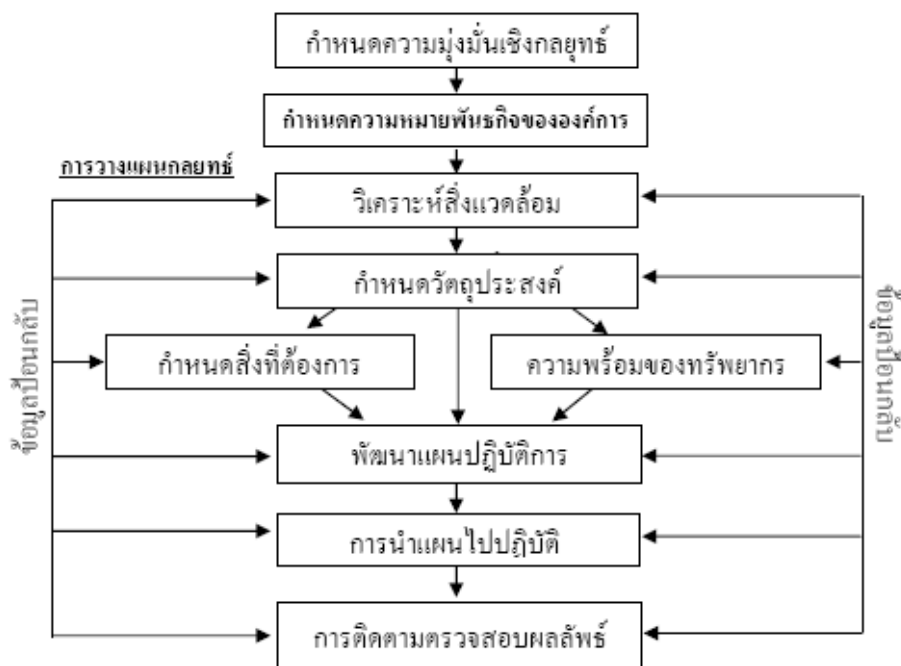 กำหนดความมุ่งมั่นเชิงกลยุทธ์
กำหนดความหมายพันธกิจขององค์การ
การวางแผนกลยทธ์
วิเคราะห์สิ่งแวดล้อม
กำหนดวัตถุประสงค์
ข้อมูลป้อนกลับ
กำหนดสิ่งที่ต้องการ
ความพร้อมของทรัพยากร
ข้อมูลป้อนกลับ
พัฒนาแผนปฏิบัติการ
การนำแผนไปปฏิบัติ
การติดตามตรวจสอบผลลัพธ์